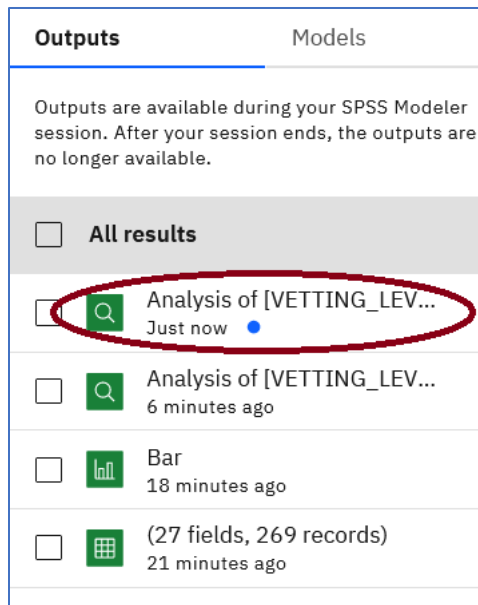 Outputs
Models
Outputs are available during your SPSS Modeler
session. After your session ends, the outputs are
no longer available.
All results
Analysis of [VETTING_LEV...
Just now
Analysis of [VETTING_LEV...
6 minutes ago
Bar
18 minutes ago
(27 fields, 269 records)
21 minutes ago